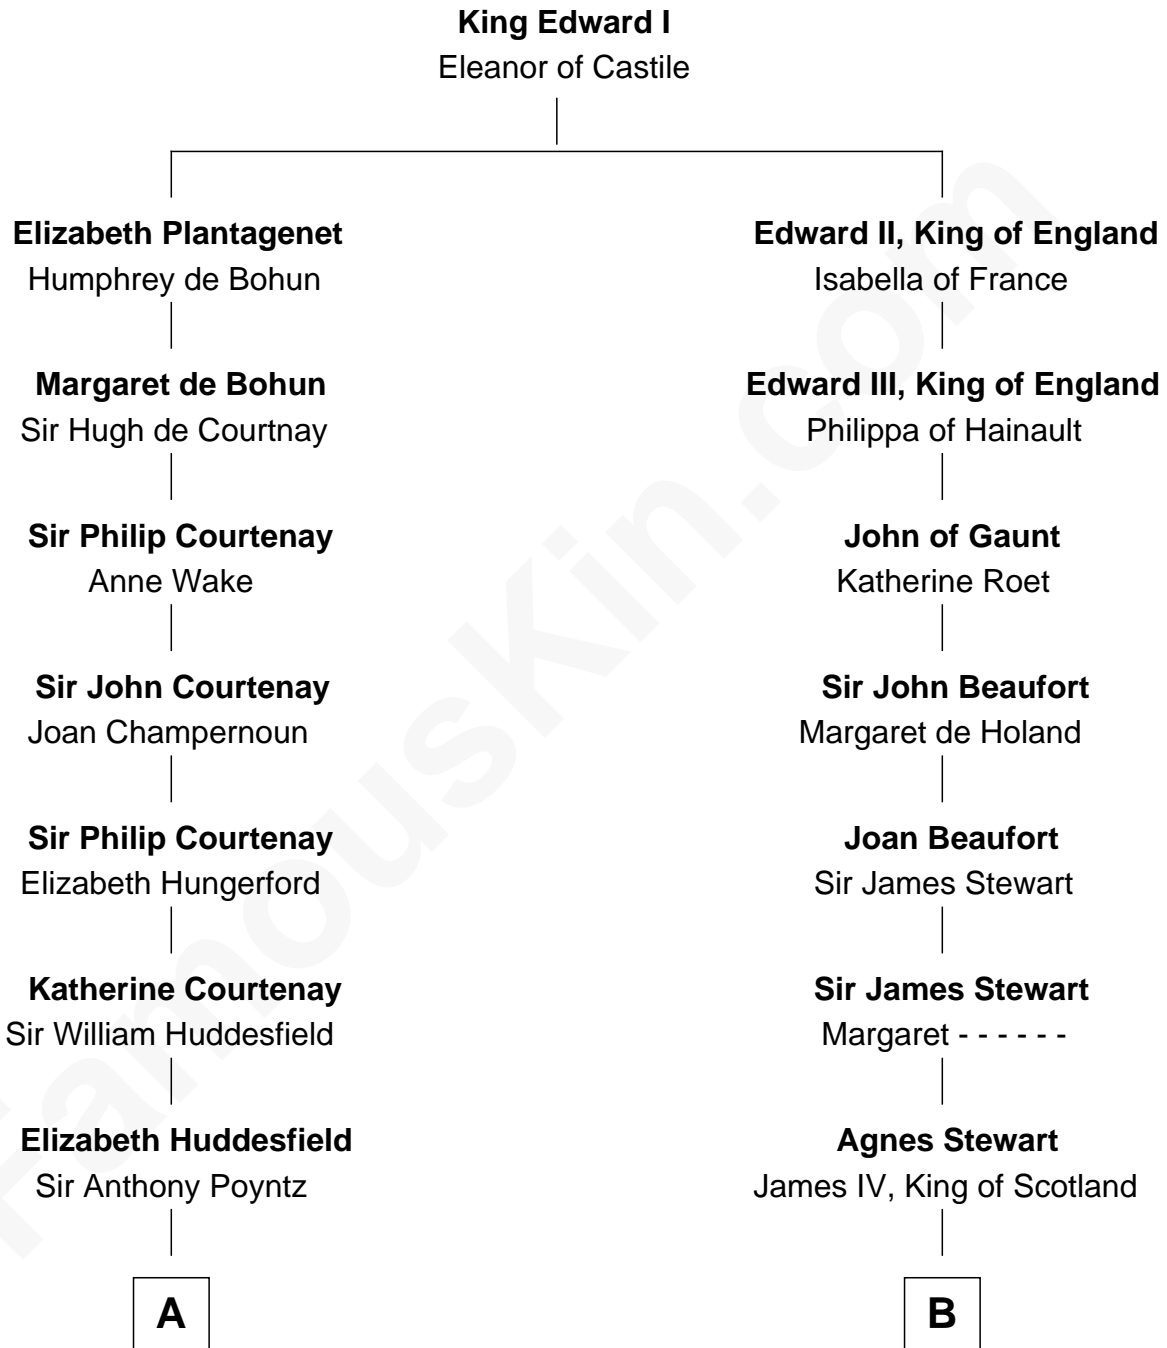 King Edward I
Eleanor of Castile
Elizabeth Plantagenet
Humphrey de Bohun
Edward II, King of England
Isabella of France
Margaret de Bohun
Sir Hugh de Courtnay
Edward III, King of England
Philippa of Hainault
Sir Philip Courtenay
Anne Wake
John of Gaunt
Katherine Roet
Sir John Courtenay
Joan Champernoun
Sir John Beaufort
Margaret de Holand
Sir Philip Courtenay
Elizabeth Hungerford
Joan Beaufort
Sir James Stewart
Katherine Courtenay
Sir William Huddesfield
Sir James Stewart
Margaret - - - - - -
Elizabeth Huddesfield
Sir Anthony Poyntz
Agnes Stewart
James IV, King of Scotland
A
B
FamousKin.com